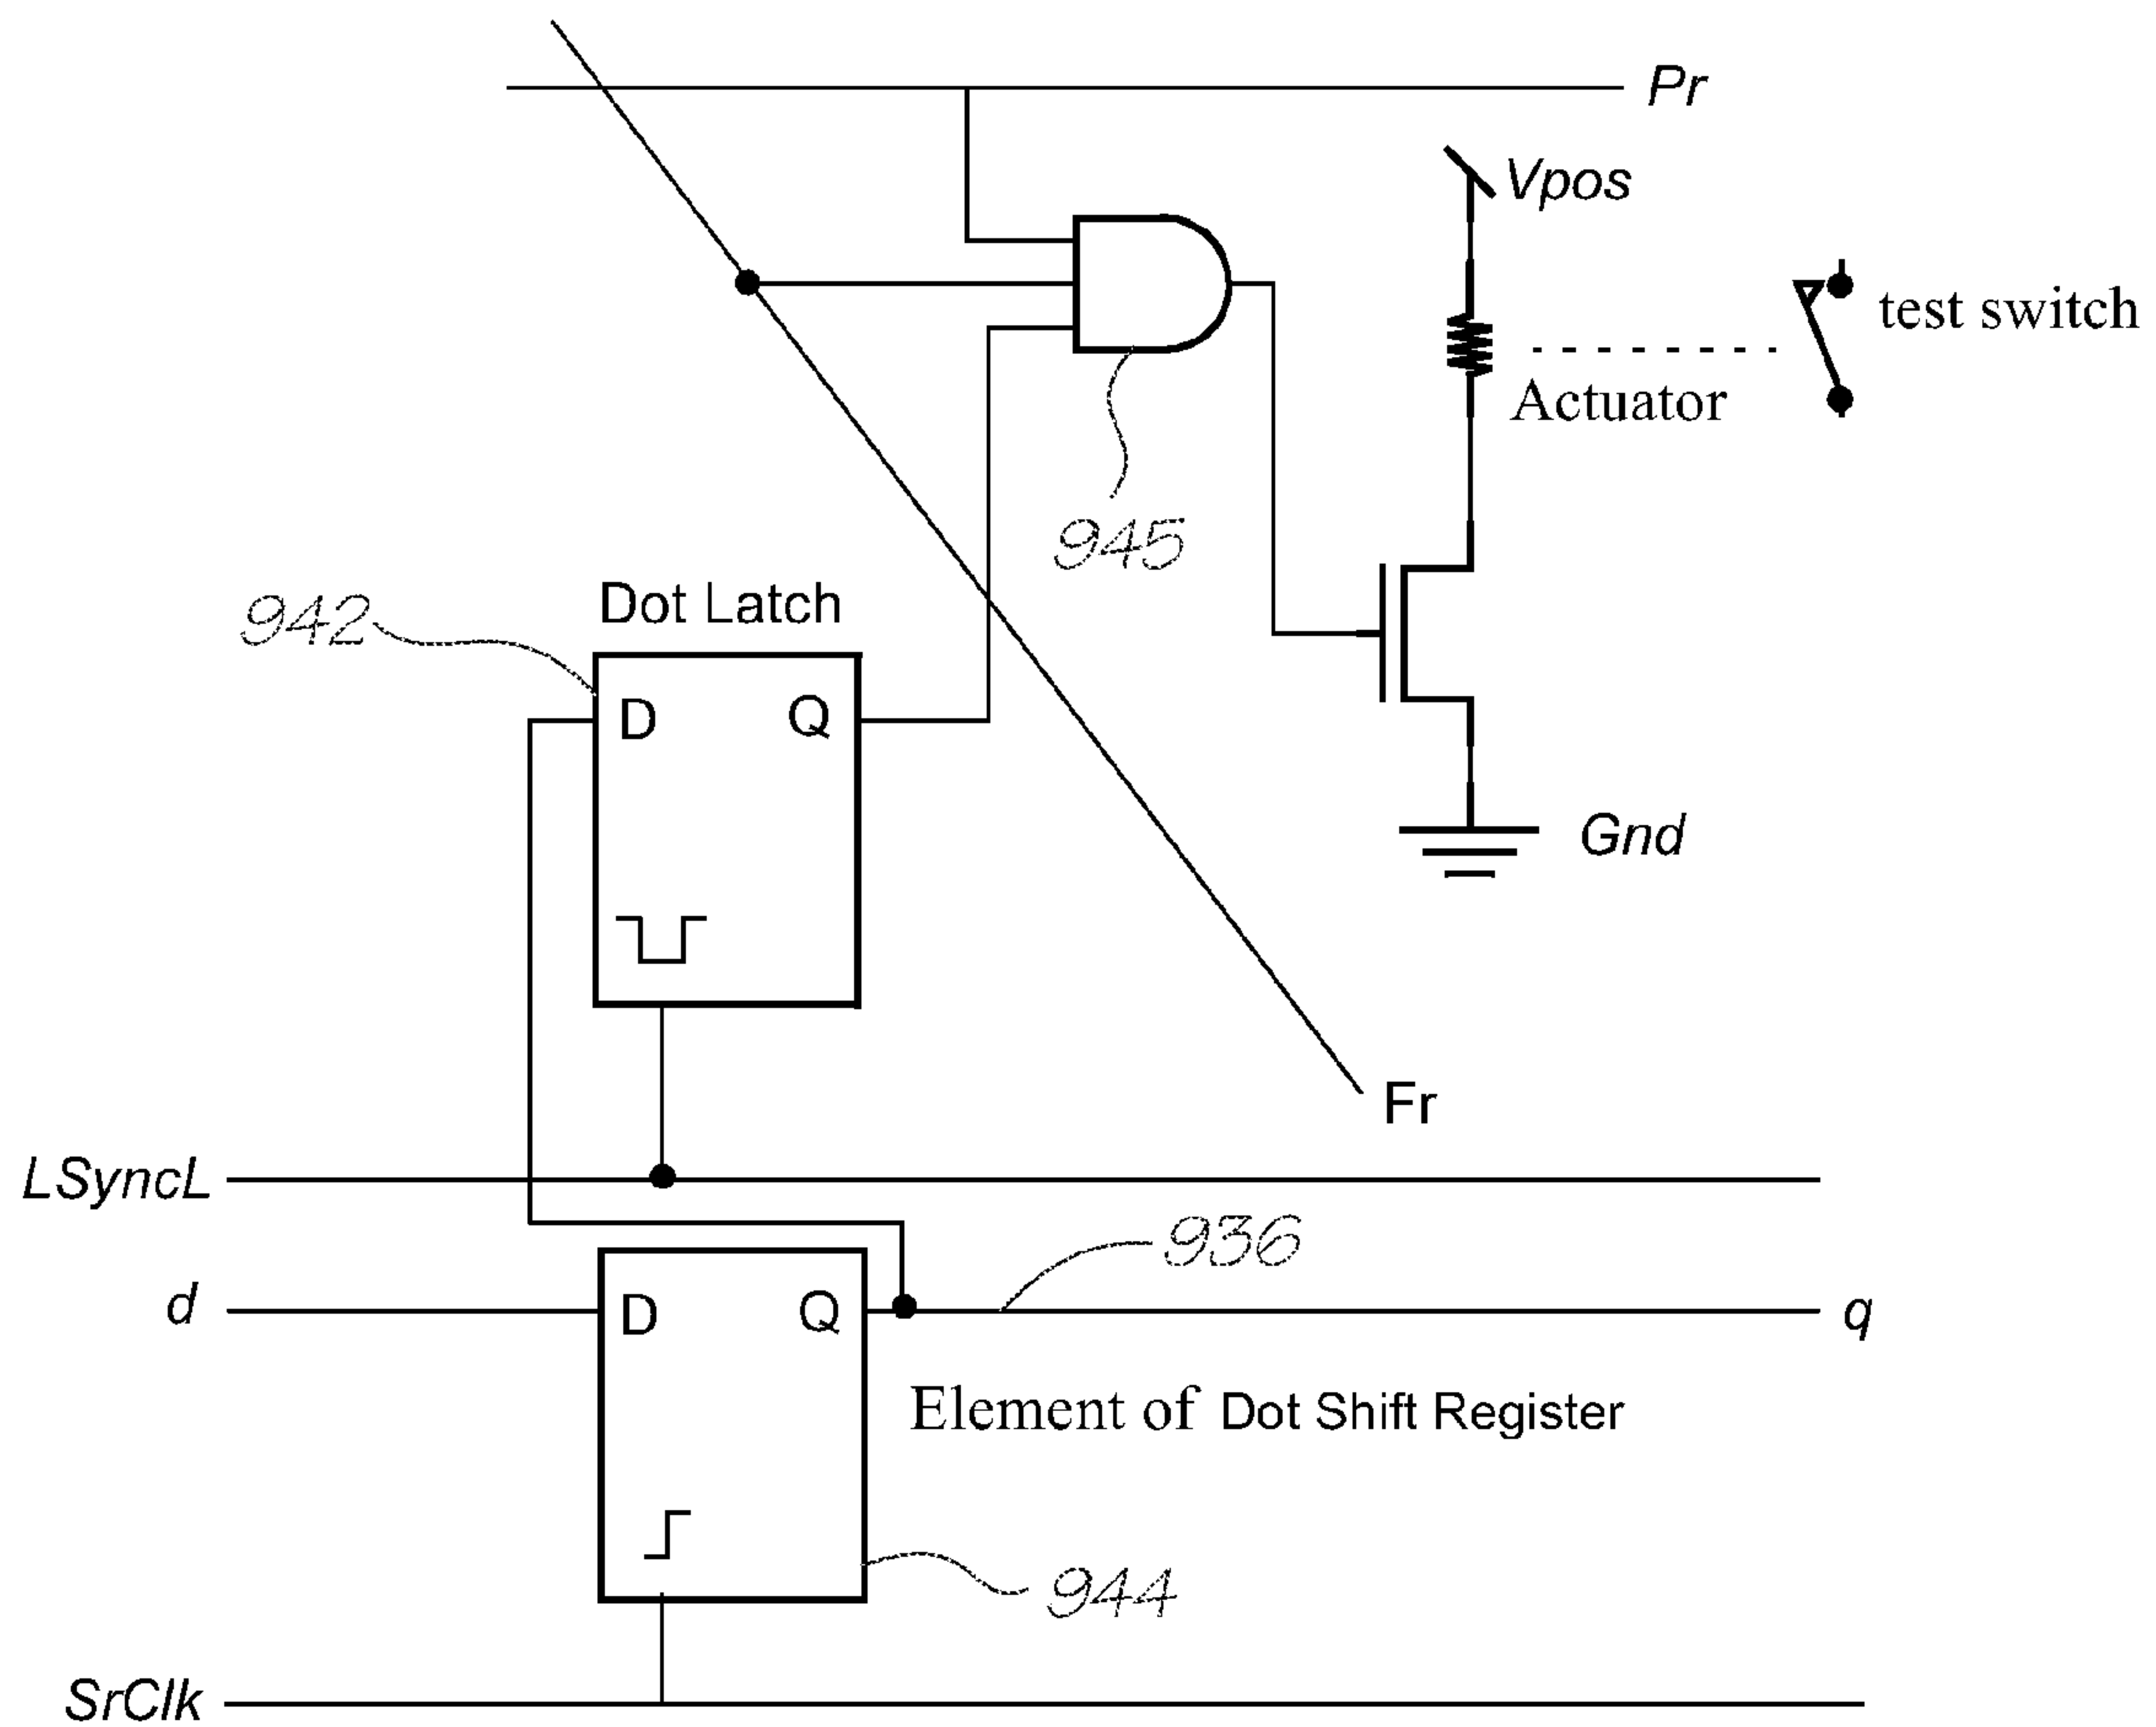 Pr
Vpos
test switch
Actuator
945
942
Dot Latch
D Q
Gnd
Fr
LSyncL
936
d
D Q
q
Element of Dot Shift Register
944
SrClk